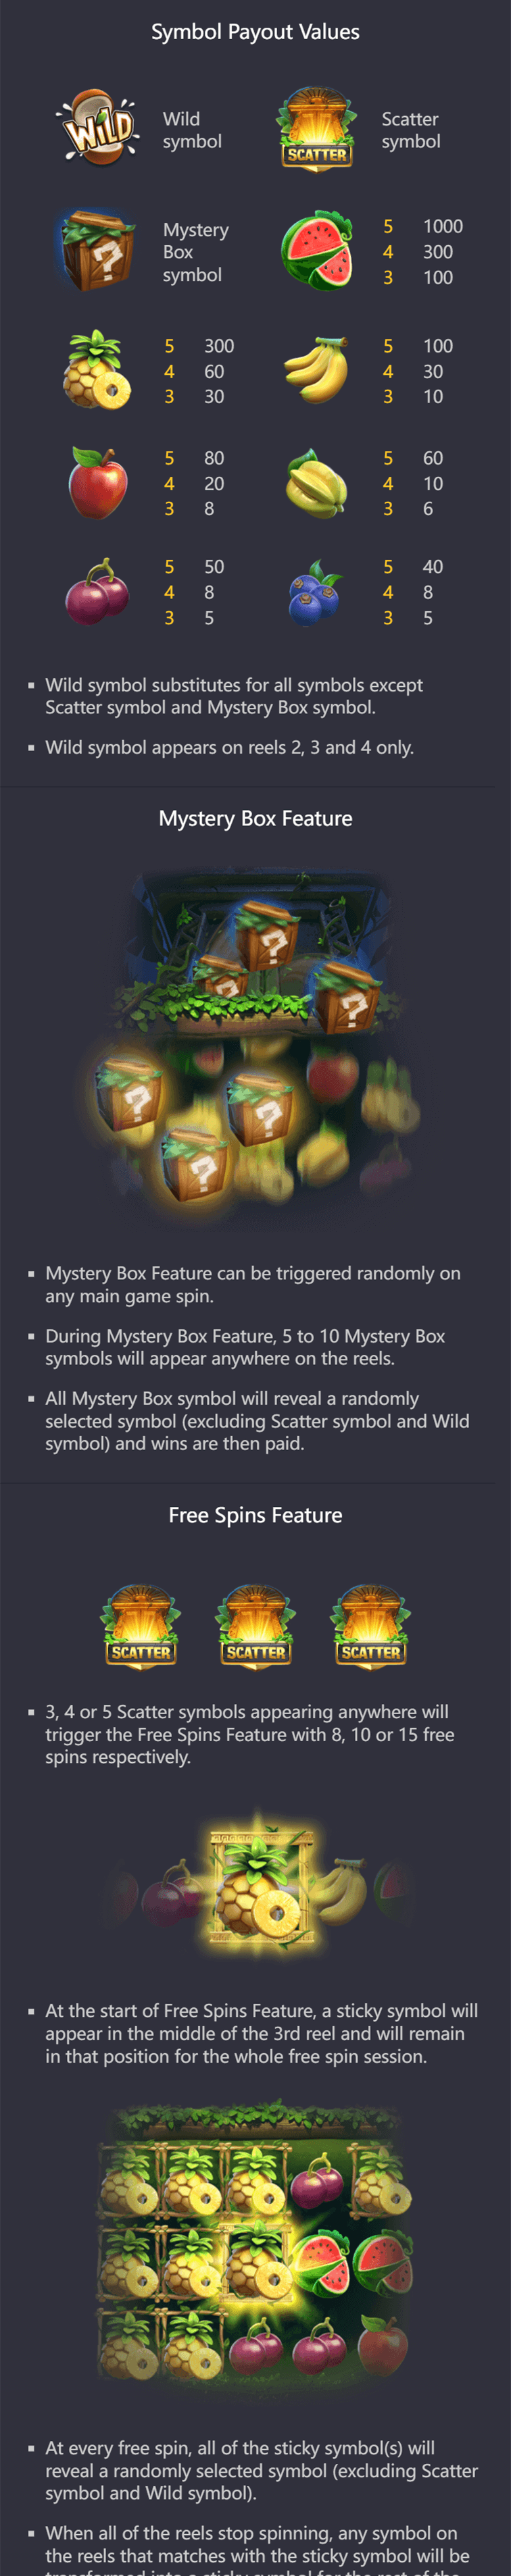 Symbol Payout Values
WiLD
Wild
symbol
SCATTER
Scatter
symbol
?
Mystery
Box
symbol
5 1000
4 300
3 100
5 300
4 60
3 30
5 100
4 30
3 10
5 80
4 20
3 8
5 60
4 10
3 6
5 50
4 8
3 5
5 40
4 8
3 5
▪ Wild symbol substitutes for all symbols except
Scatter symbol and Mystery Box symbol.
▪ Wild symbol appears on reels 2, 3 and 4 only.
Mystery Box Feature
?
?
?
?
?
?
▪ Mystery Box Feature can be triggered randomly on
any main game spin.
▪ During Mystery Box Feature, 5 to 10 Mystery Box
symbols will appear anywhere on the reels.
▪ All Mystery Box symbol will reveal a randomly
selected symbol (excluding Scatter symbol and Wild
symbol) and wins are then paid.
Free Spins Feature
SCATTER SCATTER SCATTER
▪ 3, 4 or 5 Scatter symbols appearing anywhere will
trigger the Free Spins Feature with 8, 10 or 15 free
spins respectively.
▪ At the start of Free Spins Feature, a sticky symbol will
appear in the middle of the 3rd reel and will remain
in that position for the whole free spin session.
▪ At every free spin, all of the sticky symbol(s) will
reveal a randomly selected symbol (excluding Scatter
symbol and Wild symbol).
▪ When all of the reels stop spinning, any symbol on
the reels that matches with the sticky symbol will be